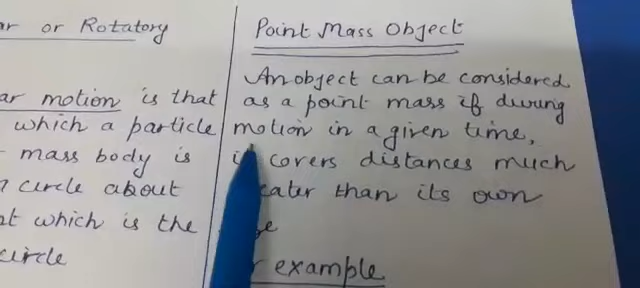 or Rotatory
motion is that
which a particle
mass body is
circle about
which is the
circle
Point Mass Object
An object can be considered
as a point mass if during
motion in a given time,
covers distances much
than its own
example